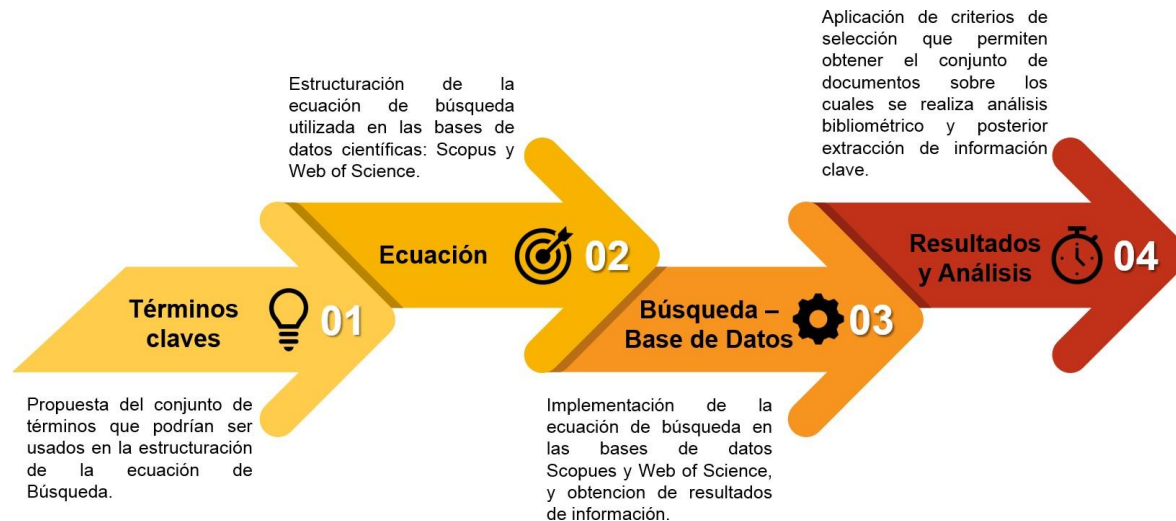 Términos
claves
01
Propuesta del conjunto de
términos que podrían ser
usados en la estructuración
de la ecuación de
Búsqueda.
Estructuración de la
ecuación de búsqueda
utilizada en las bases de
datos científicas: Scopus y
Web of Science.
Ecuación
02
Búsqueda –
Base de Datos
03
Implementación de la
ecuación de búsqueda en
las bases de datos
Scopues y Web of Science,
y obtencion de resultados
de información.
Aplicación de criterios de
selección que permiten
obtener el conjunto de
documentos sobre los
cuales se realiza análisis
bibliométrico y posterior
extracción de información
clave.
Resultados
y Análisis
04